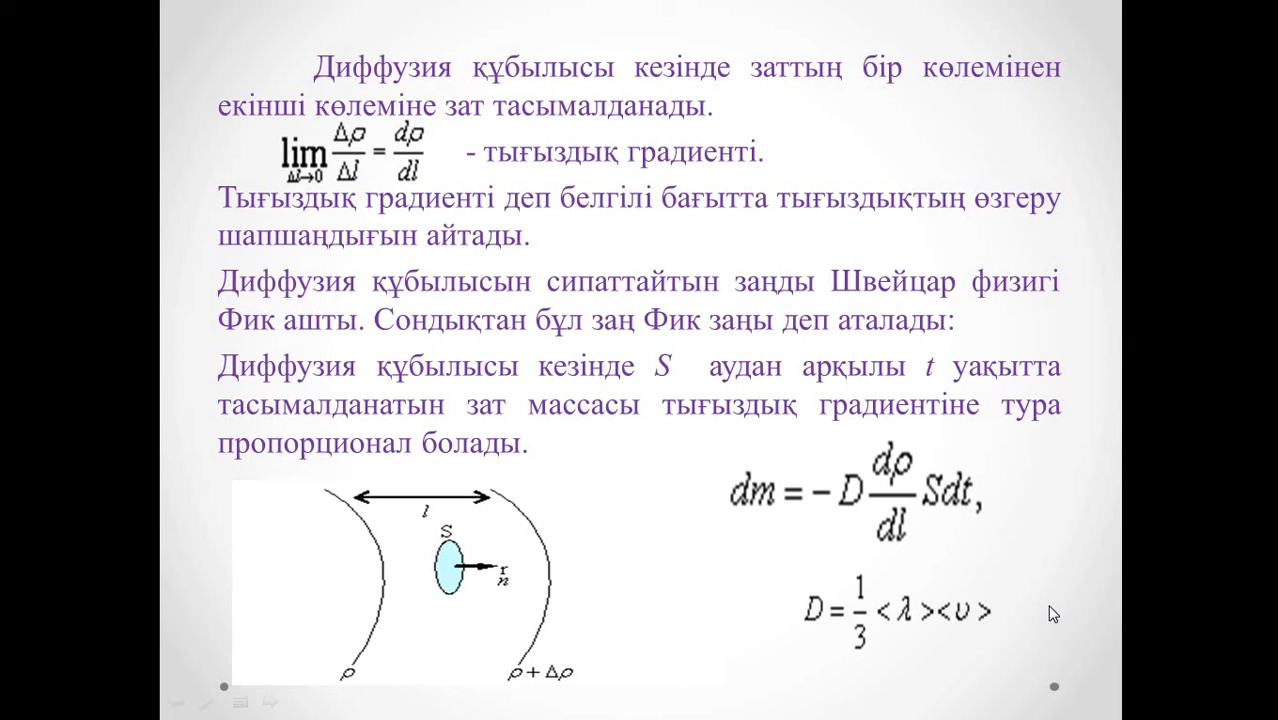 Диффузия құбылысы кезінде заттың бір көлемінен
екінші көлеміне зат тасымалданады.
lim Δl→0 Δρ/Δl = dρ/dl - тығыздық градиенті.
Тығыздық градиенті деп белгілі бағытта тығыздықтың өзгеру
шапшаңдығын айтады.
Диффузия құбылысын сипаттайтын заңды Швейцар физигі
Фик ашты. Сондықтан бұл заң Фик заңы деп аталады:
Диффузия құбылысы кезінде S аудан арқылы t уақытта
тасымалданатын зат массасы тығыздық градиентіне тура
пропорционал болады.
dm = − D dρ/dl Sdt,
l
S
r
n
D = 1/3 < λ >< υ >
ρ
ρ + Δρ